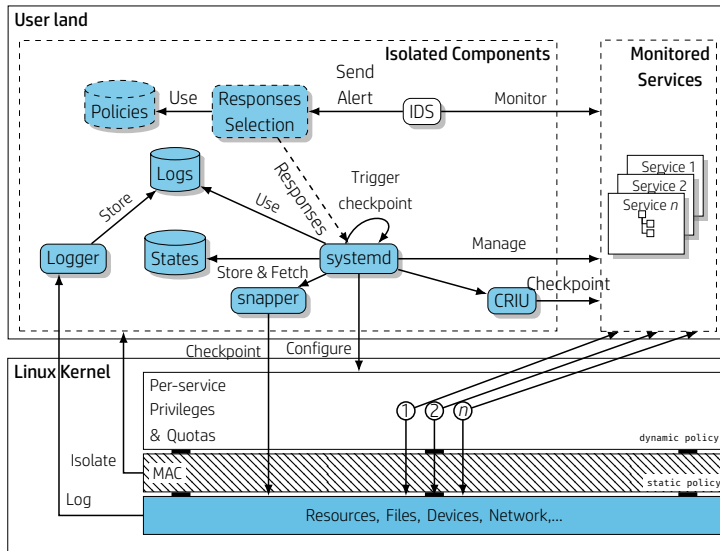 User land
Isolated Components
Monitored
Services
Send
Alert
Policies
Use
Responses
Selection
IDS
Monitor
Logs
Responses
Trigger
checkpoint
Service 1
Service 2
Service n
Store
Use
Logger
States
systemd
Manage
Store & Fetch
snapper
CRIU
Checkpoint
Checkpoint
Configure
Linux Kernel
Per-service
Privileges
& Quotas
1
2
n
dynamic policy
Isolate
MAC
static policy
Log
Resources, Files, Devices, Network,...